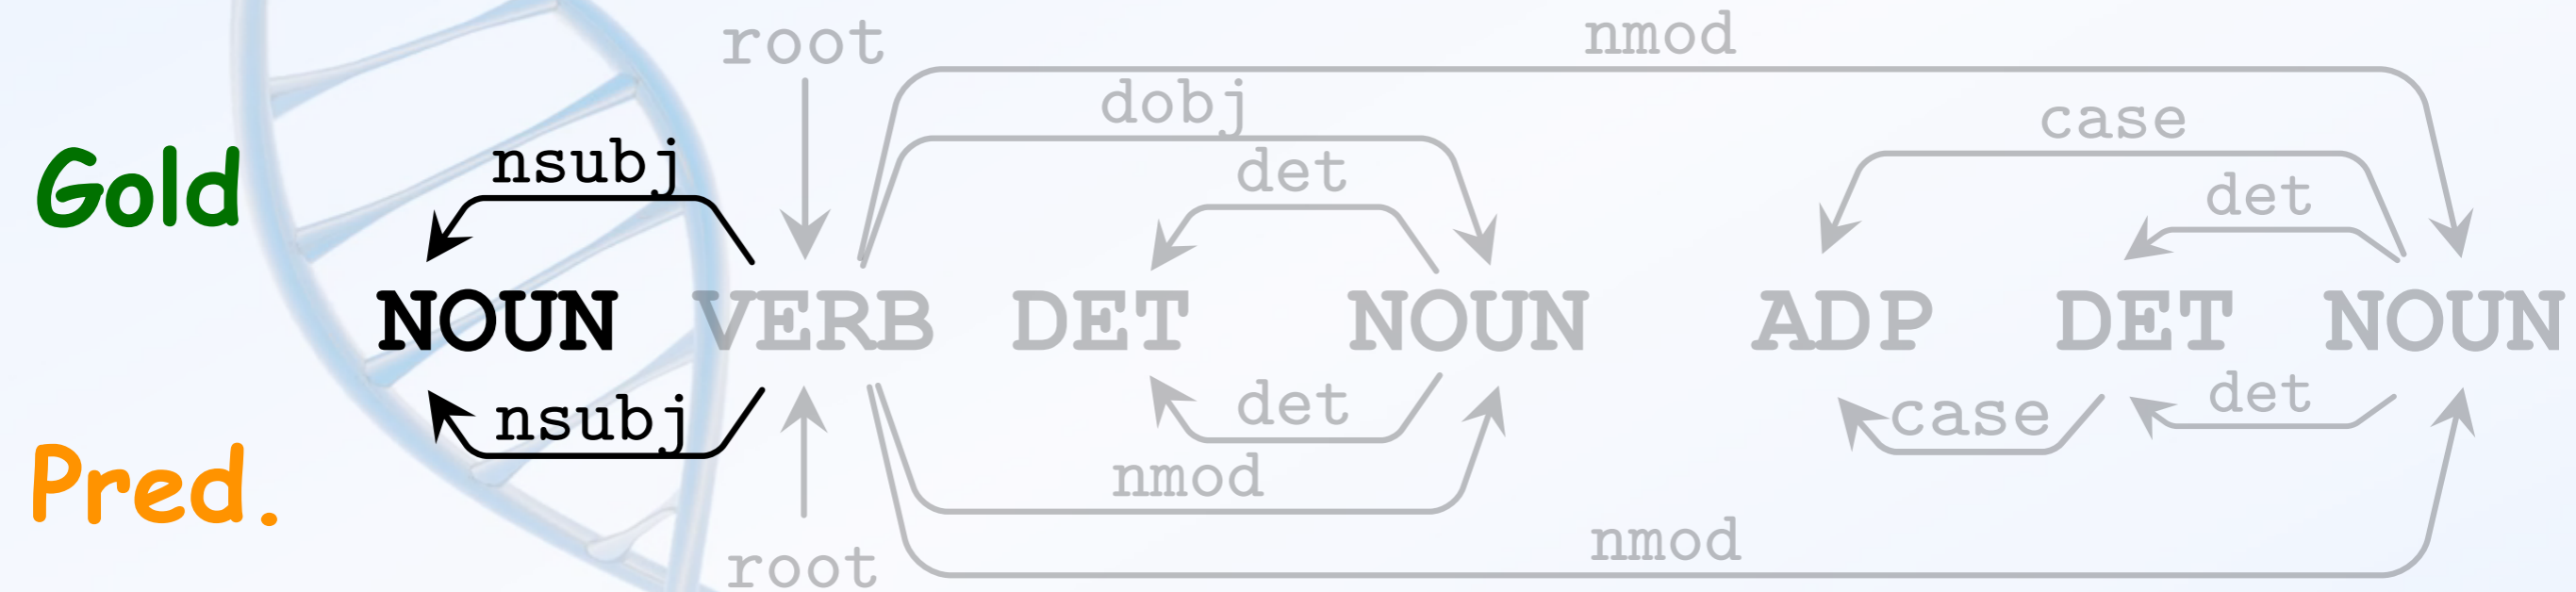 root nmod
dobj
case
nsubj det
det
Gold
NOUN VERB DET NOUN ADP DET NOUN
nsubj det case det
Pred.
nmod
root nmod